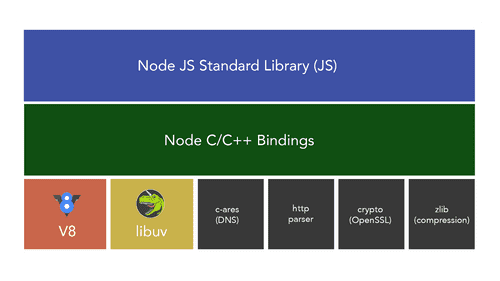 Node JS Standard Library (JS)
Node C/C++ Bindings
V8
libuv
c-ares
(DNS)
http
parser
crypto
(OpenSSL)
zlib
(compression)